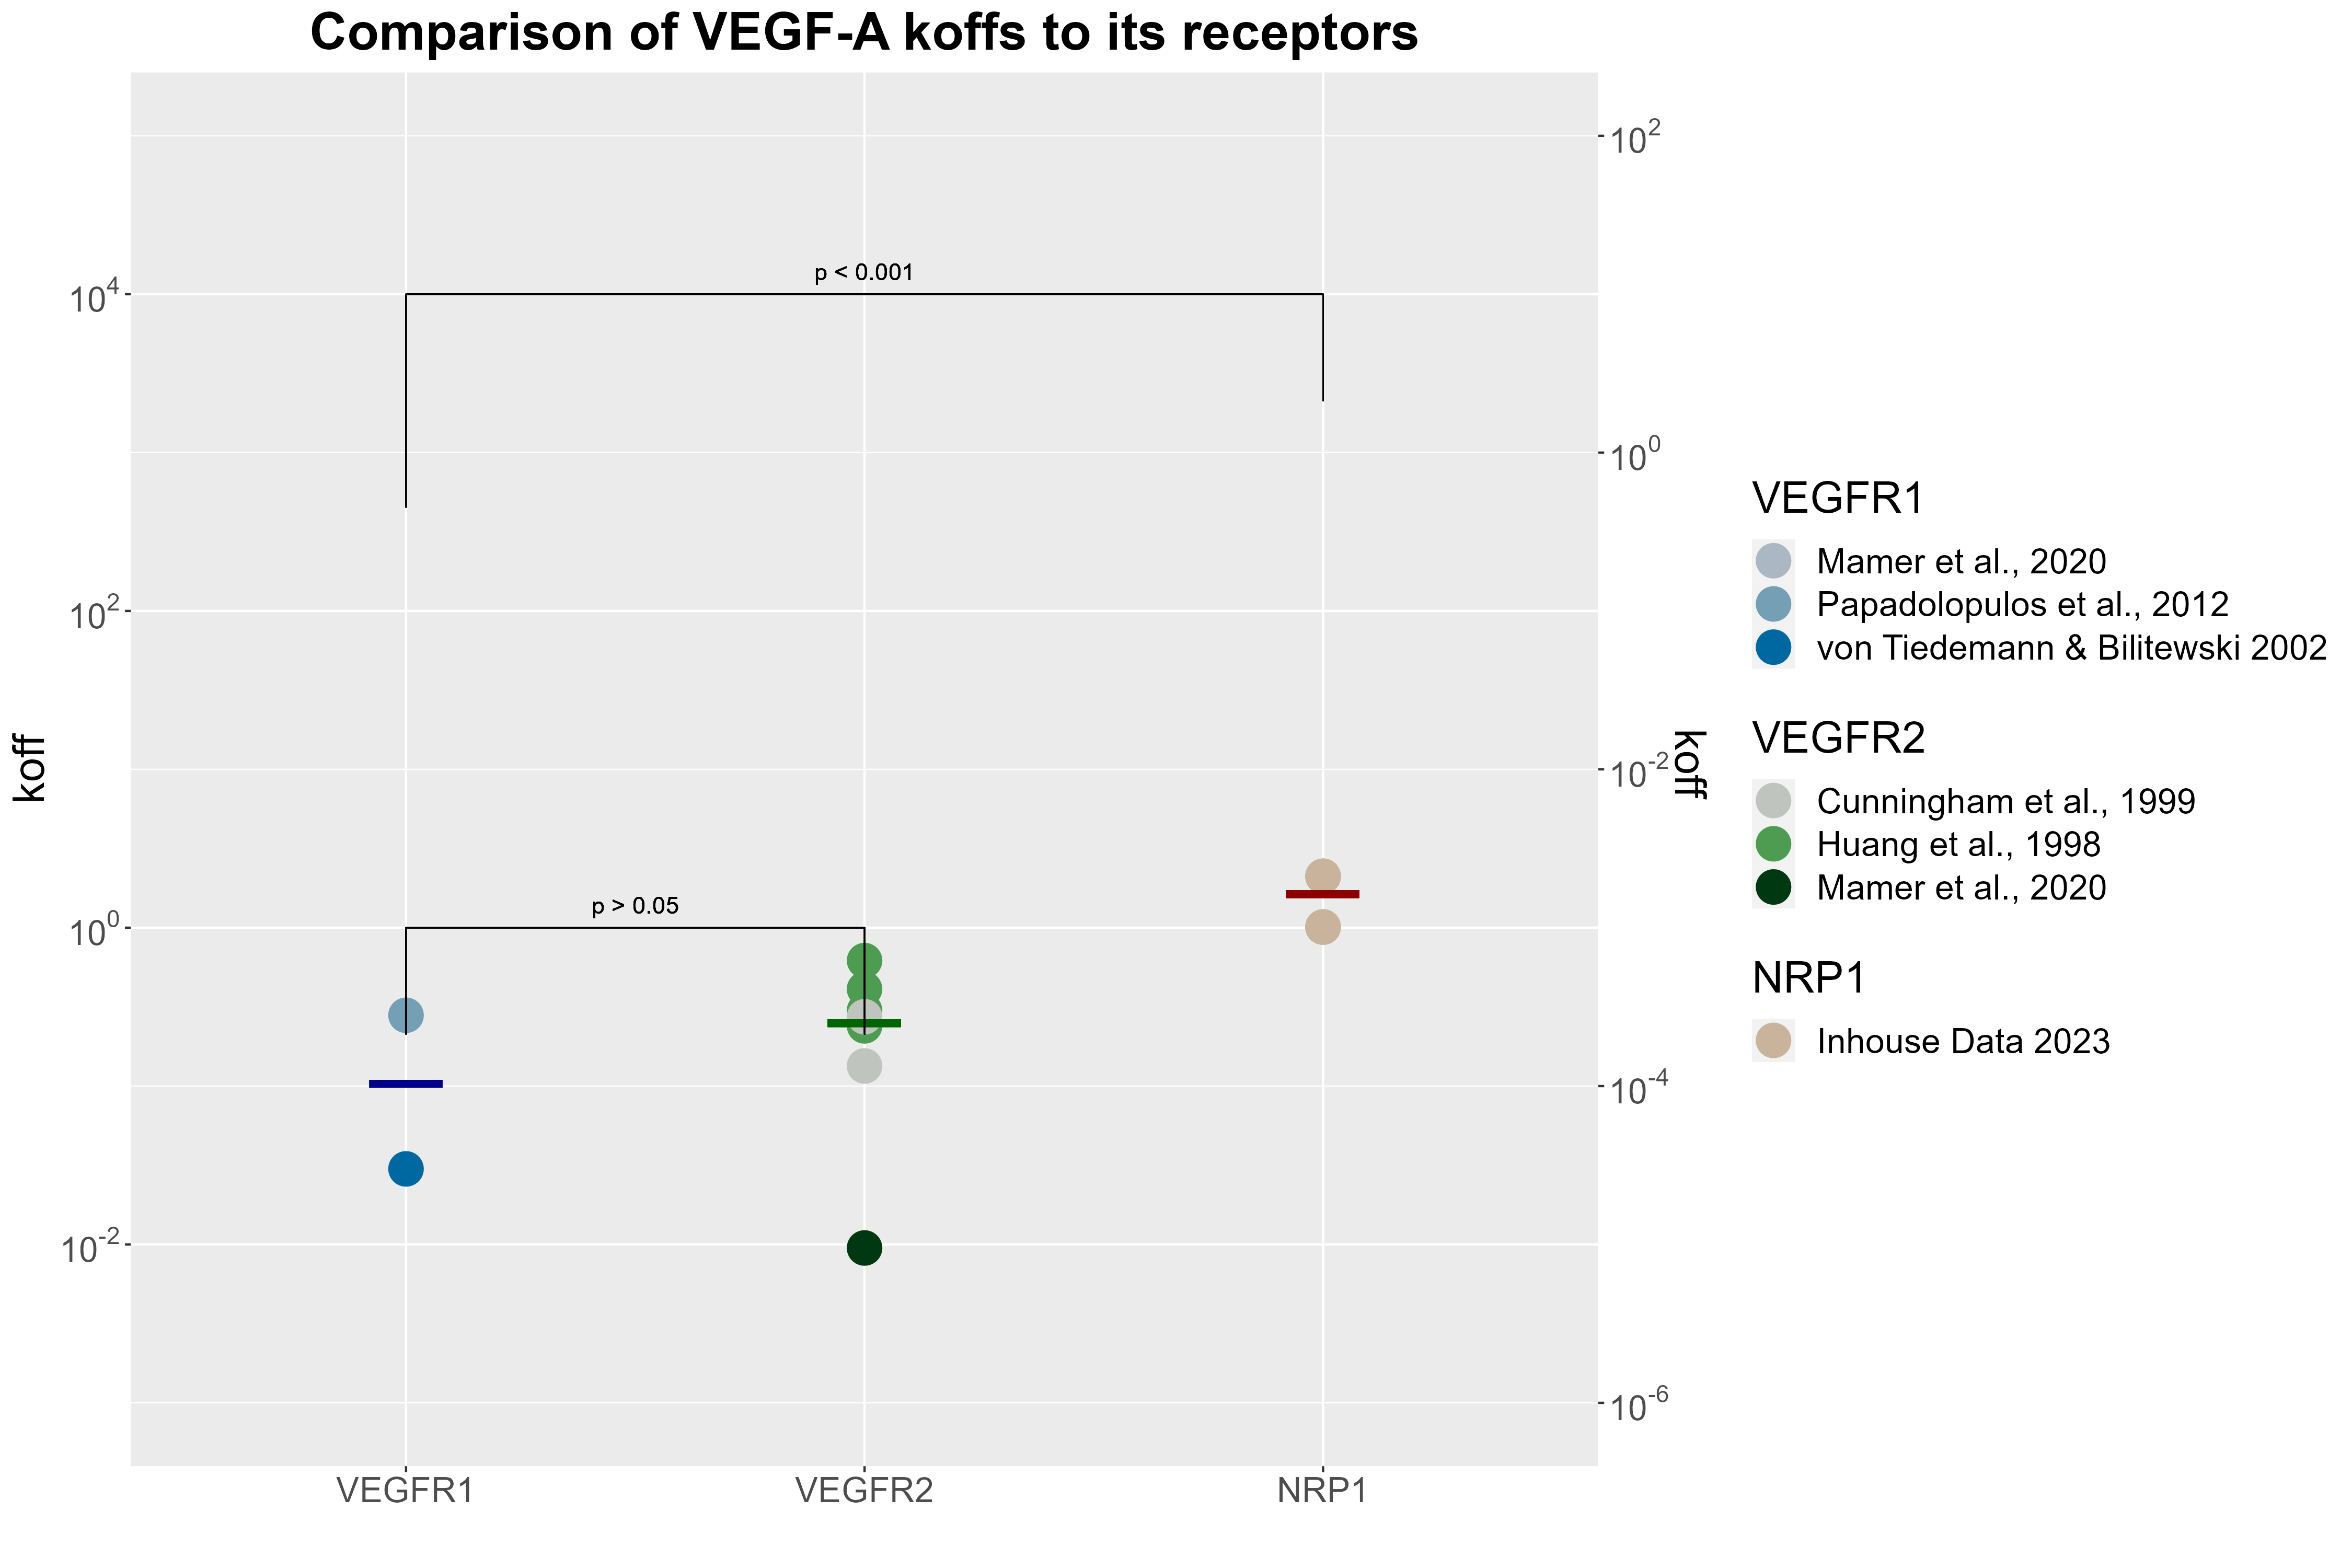 Comparison of VEGF-A koffs to its receptors
koff
10^4
10^2
10^0
10^-2
p < 0.001
p > 0.05
10^2
10^0
10^-2
10^-4
10^-6
koff
VEGFR1
VEGFR2
NRP1
VEGFR1
Mamer et al., 2020
Papadolopulos et al., 2012
von Tiedemann & Bilitewski 2002
VEGFR2
Cunningham et al., 1999
Huang et al., 1998
Mamer et al., 2020
NRP1
Inhouse Data 2023